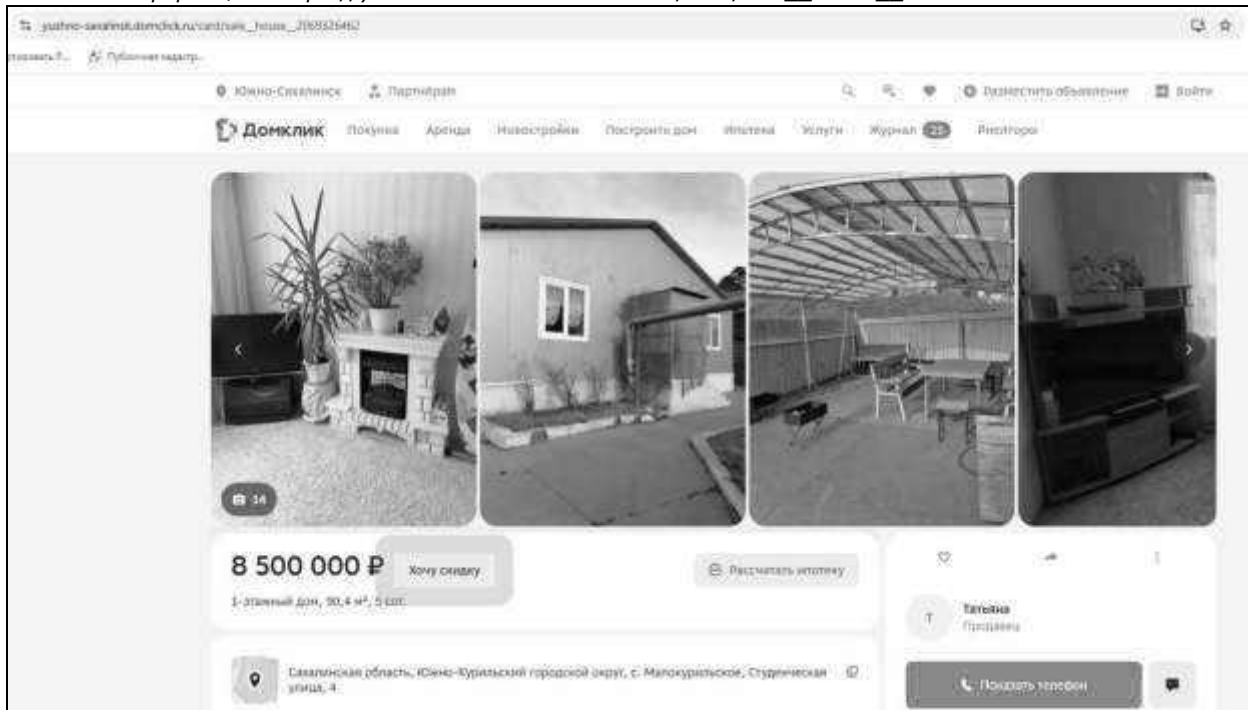 yuzhno-sakhalinsk.domclick.ru/card/sale__house__2069326462
Публичная кадастр...
Южно-Сахалинск Партнёрам Разместить объявление Войти
Домклик Покупка Аренда Новостройки Построить дом Ипотека Услуги Журнал 23 Риелторы
14
8 500 000 ₽ Хочу скидку Рассчитать ипотеку
1-этажный дом, 90,4 м², 5 сот.
Т Татьяна
Продавец
Сахалинская область, Южно-Курильский городской округ, с. Малокурильское, Студенческая
улица, 4
Показать телефон